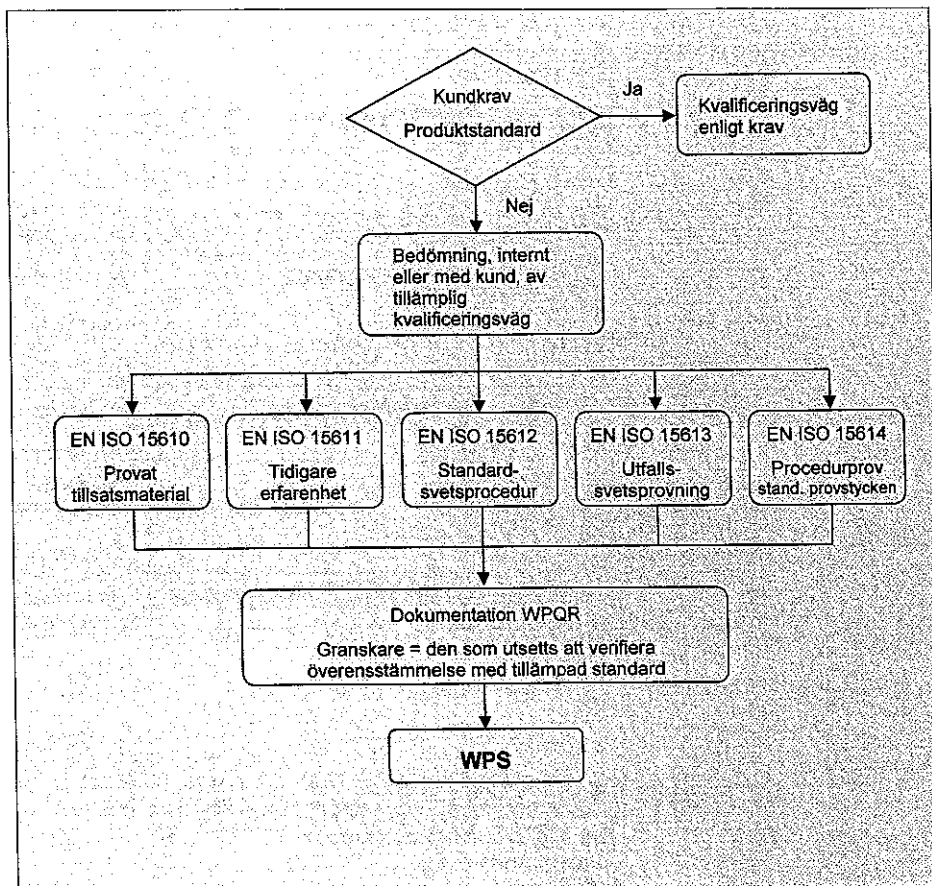 Kundkrav
Produktstandard
Ja
Kvalificeringsväg
enligt krav
Nej
Bedömning, internt
eller med kund, av
tillämplig
kvalificeringsväg
EN ISO 15610
Provat
tillsatsmaterial
EN ISO 15611
Tidigare
erfarenhet
EN ISO 15612
Standard-
svetsprocedur
EN ISO 15613
Utfalls-
svetsprovning
EN ISO 15614
Procedurprov
stand. provstycken
Dokumentation WPQR
Granskare = den som utsetts att verifiera
överensstämmelse med tillämpad standard
WPS